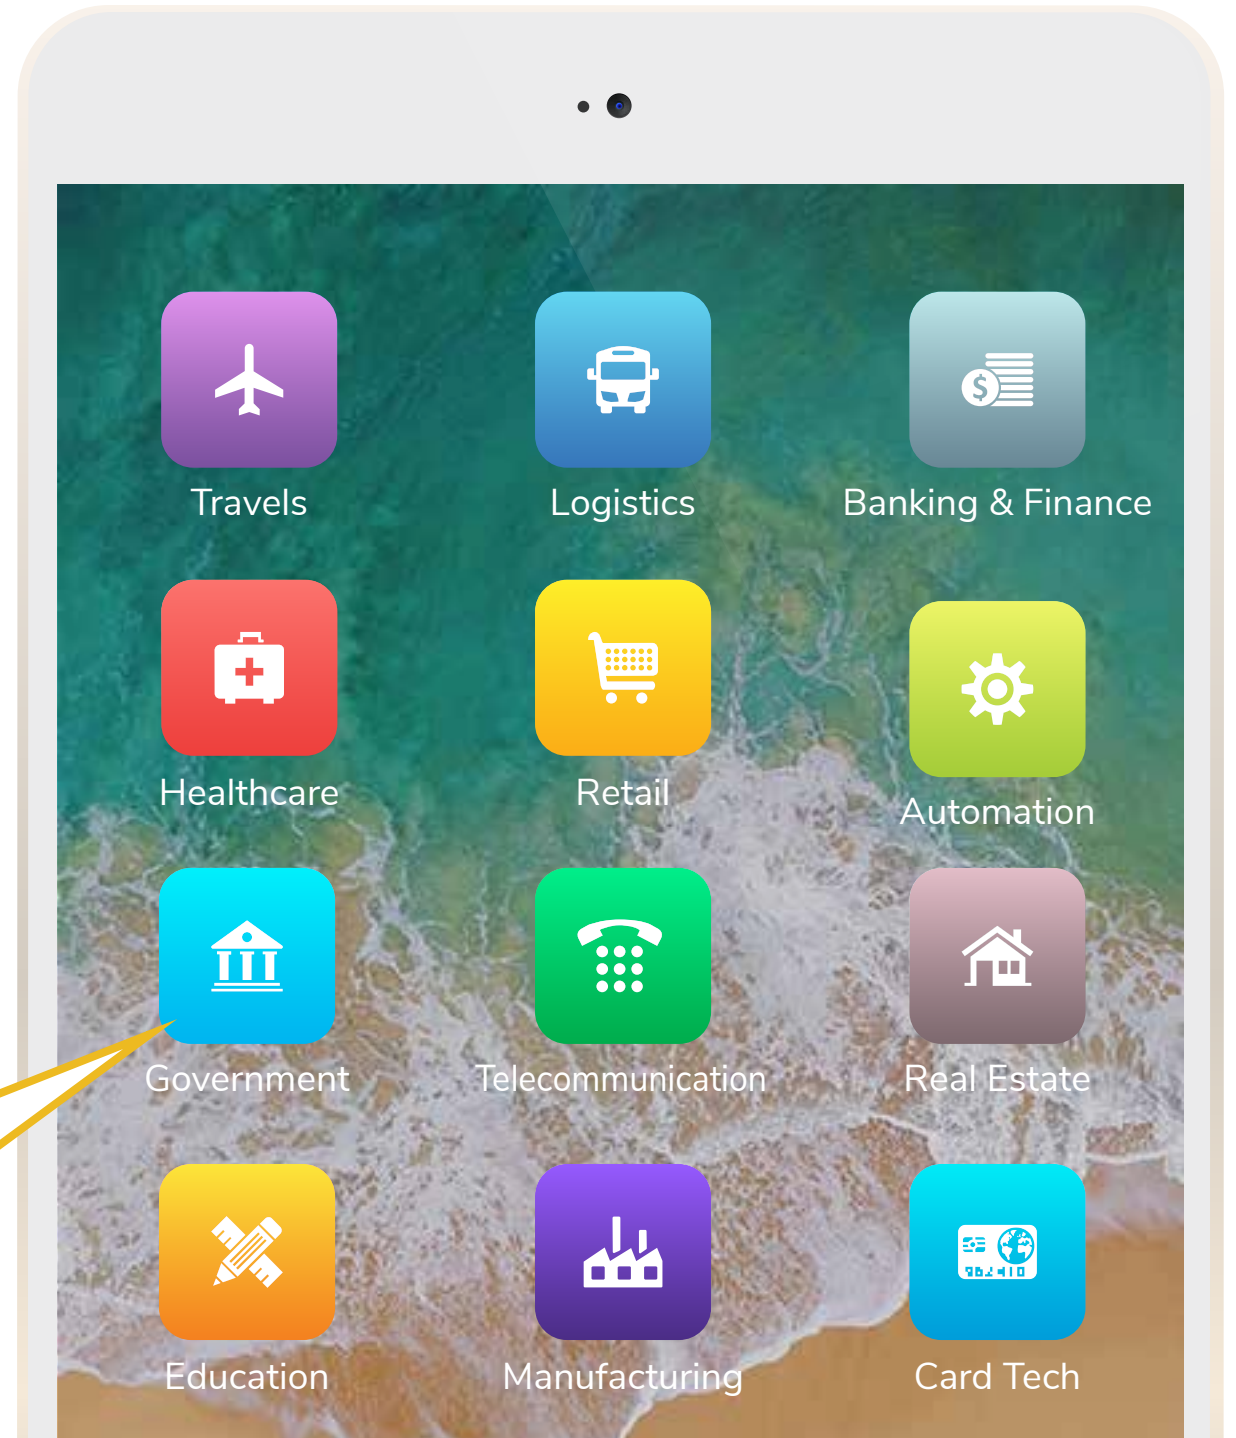 Travels
Logistics
Banking & Finance
Healthcare
Retail
Automation
Government
Telecommunication
Real Estate
Education
Manufacturing
Card Tech